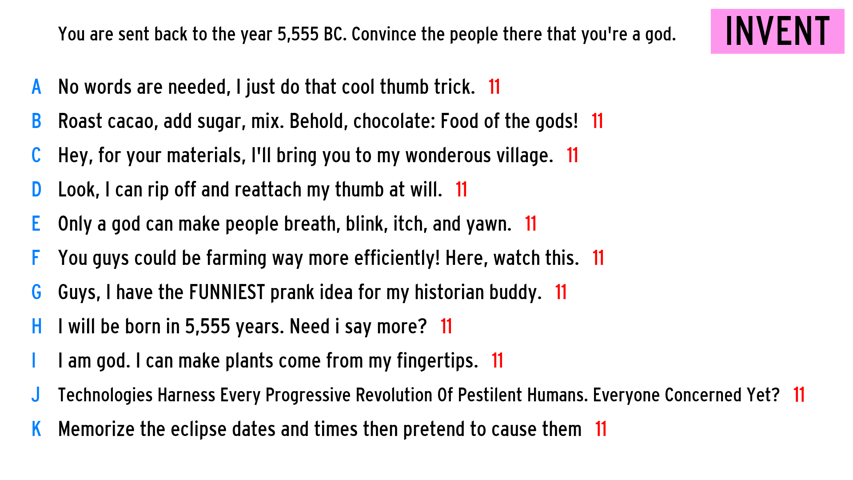 You are sent back to the year 5,555 BC. Convince the people there that you're a god.
INVENT
A No words are needed, I just do that cool thumb trick. 11
B Roast cacao, add sugar, mix. Behold, chocolate: Food of the gods! 11
C Hey, for your materials, I'll bring you to my wonderous village. 11
D Look, I can rip off and reattach my thumb at will. 11
E Only a god can make people breath, blink, itch, and yawn. 11
F You guys could be farming way more efficiently! Here, watch this. 11
G Guys, I have the FUNNIEST prank idea for my historian buddy. 11
H I will be born in 5,555 years. Need i say more? 11
I I am god. I can make plants come from my fingertips. 11
J Technologies Harness Every Progressive Revolution Of Pestilent Humans. Everyone Concerned Yet? 11
K Memorize the eclipse dates and times then pretend to cause them 11